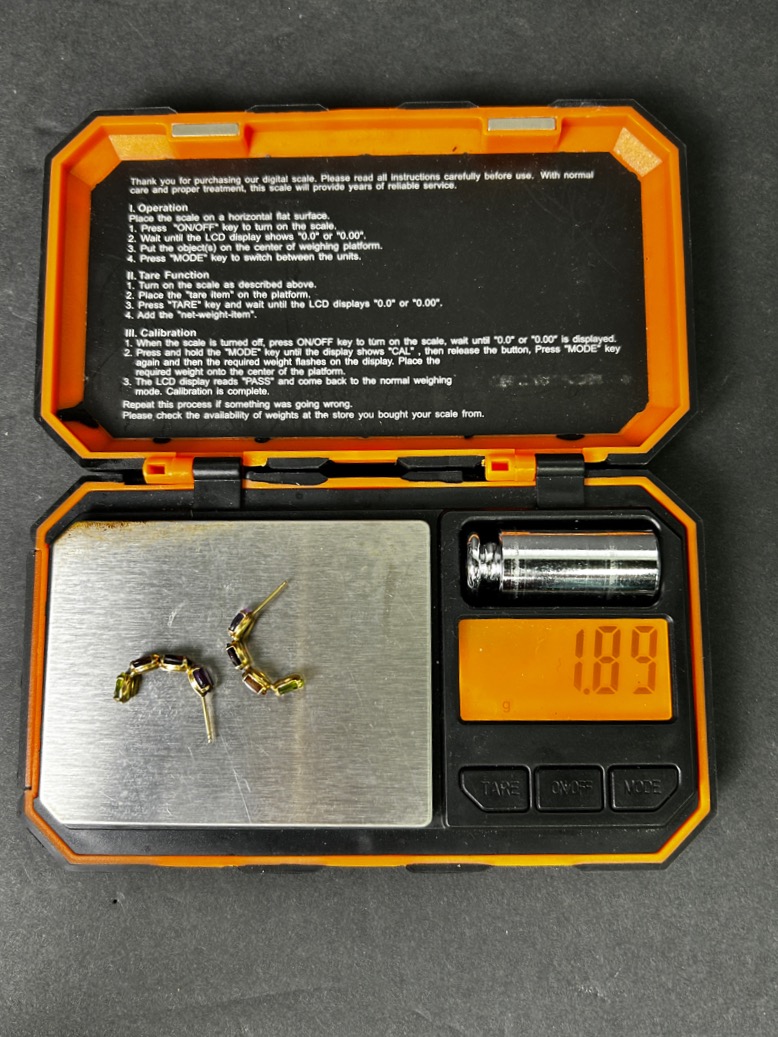 Thank you for purchasing our digital scale. Please read all instructions carefully before use. With normal
care and proper treatment, this scale will provide years of reliable service.
I. Operation
Place the scale on a horizontal flat surface.
1. Press "ON/OFF" key to turn on the scale.
2. Wait until the LCD display shows "0.0" or "0.00".
3. Put the object(s) on the center of weighing platform.
4. Press "MODE" key to switch between the units.
II. Tare Function
1. Turn on the scale as described above.
2. Place the "tare item" on the platform.
3. Press "TARE" key and wait until the LCD displays "0.0" or "0.00".
4. Add the "net-weight-item".
III. Calibration
1. When the scale is turned off, press ON/OFF key to turn on the scale, wait until "0.0" or "0.00" is displayed.
2. Press and hold the "MODE" key until the display shows "CAL" , then release the button, Press "MODE" key
again and then the required weight flashes on the display. Place the
required weight onto the center of the platform.
3. The LCD display reads "PASS" and come back to the normal weighing
mode. Calibration is complete.
Repeat this process if something was going wrong.
Please check the availability of weights at the store you bought your scale from.
1.89
g
TARE ON/OFF MODE